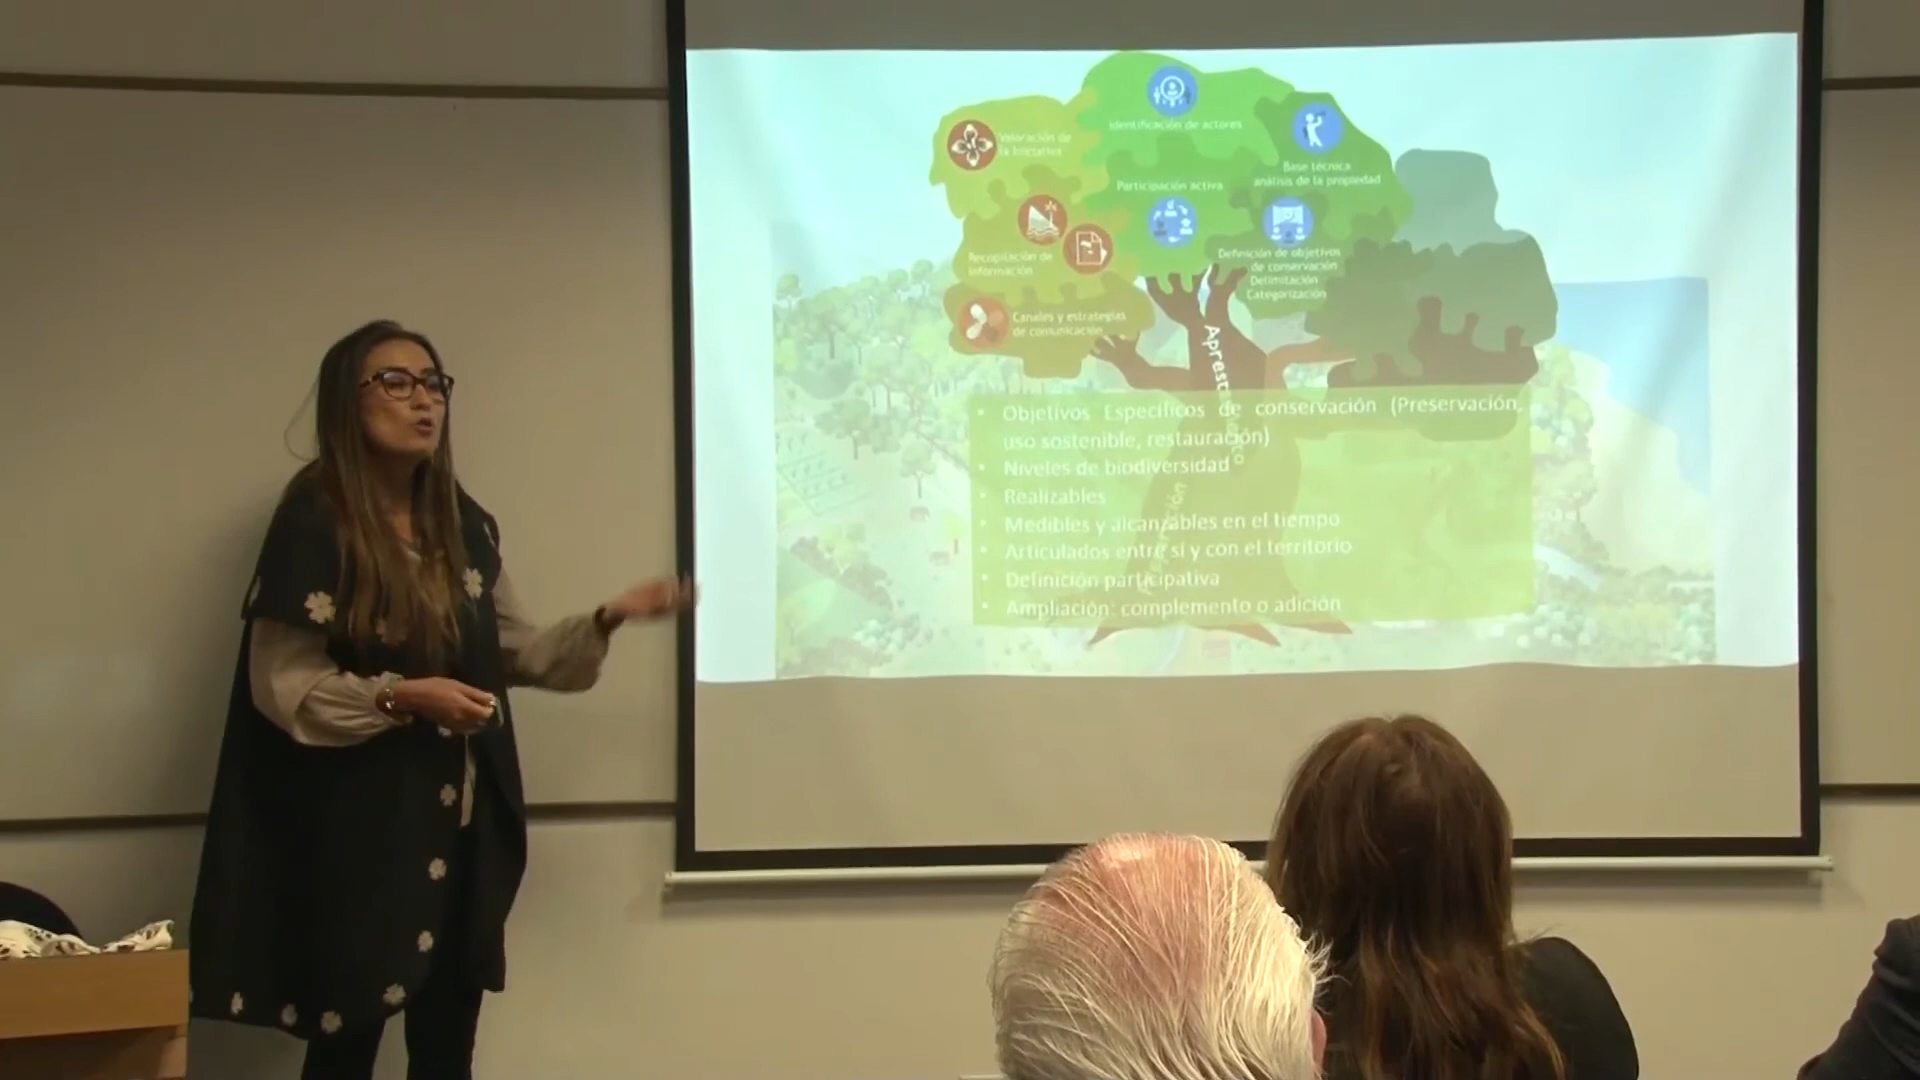 Identificación de actores
Valoración de
la Iniciativa
Base técnica
análisis de la propiedad
Participación activa
Recopilación de
información
Definición de objetivos
de conservación
Delimitación
Categorización
Canales y estrategias
de comunicación
• Objetivos Específicos de conservación (Preservación,
uso sostenible, restauración)
• Niveles de biodiversidad
• Realizables
• Medibles y alcanzables en el tiempo
• Articulados entre sí y con el territorio
• Definición participativa
• Ampliación: complemento o adición